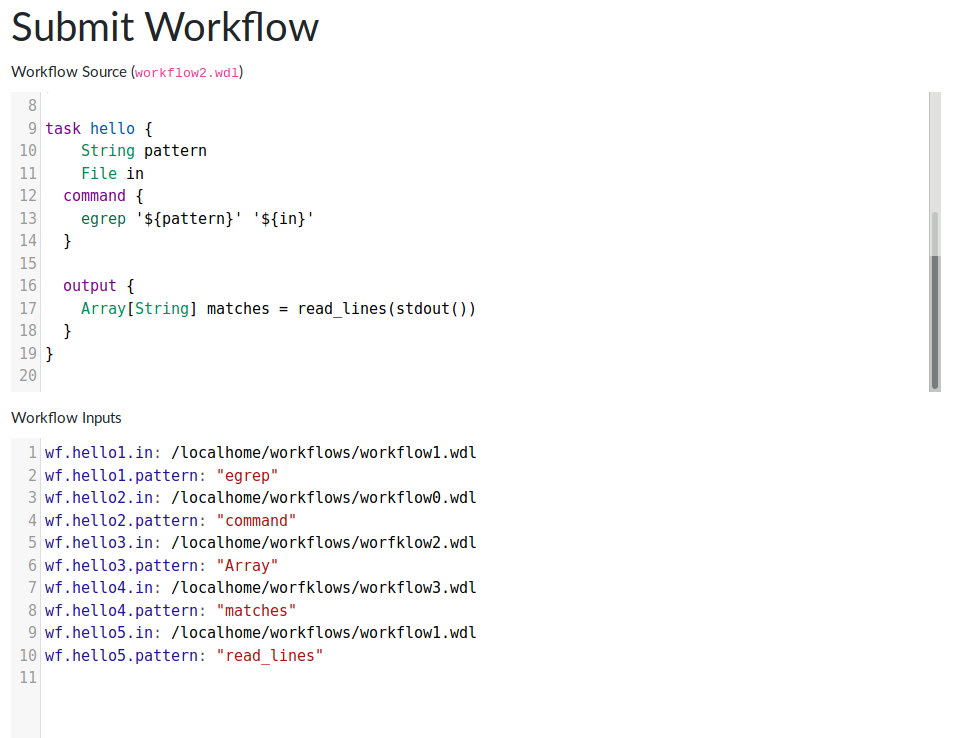 Submit Workflow
Workflow Source (workflow2.wdl)
8
9 task hello {
10 String pattern
11 File in
12 command {
13 egrep '${pattern}' '${in}'
14 }
15
16 output {
17 Array[String] matches = read_lines(stdout())
18 }
19 }
20
Workflow Inputs
1 wf.hello1.in: /localhome/workflows/workflow1.wdl
2 wf.hello1.pattern: "egrep"
3 wf.hello2.in: /localhome/workflows/workflow0.wdl
4 wf.hello2.pattern: "command"
5 wf.hello3.in: /localhome/workflows/worfklow2.wdl
6 wf.hello3.pattern: "Array"
7 wf.hello4.in: /localhome/worfklows/workflow3.wdl
8 wf.hello4.pattern: "matches"
9 wf.hello5.in: /localhome/workflows/workflow1.wdl
10 wf.hello5.pattern: "read_lines"
11